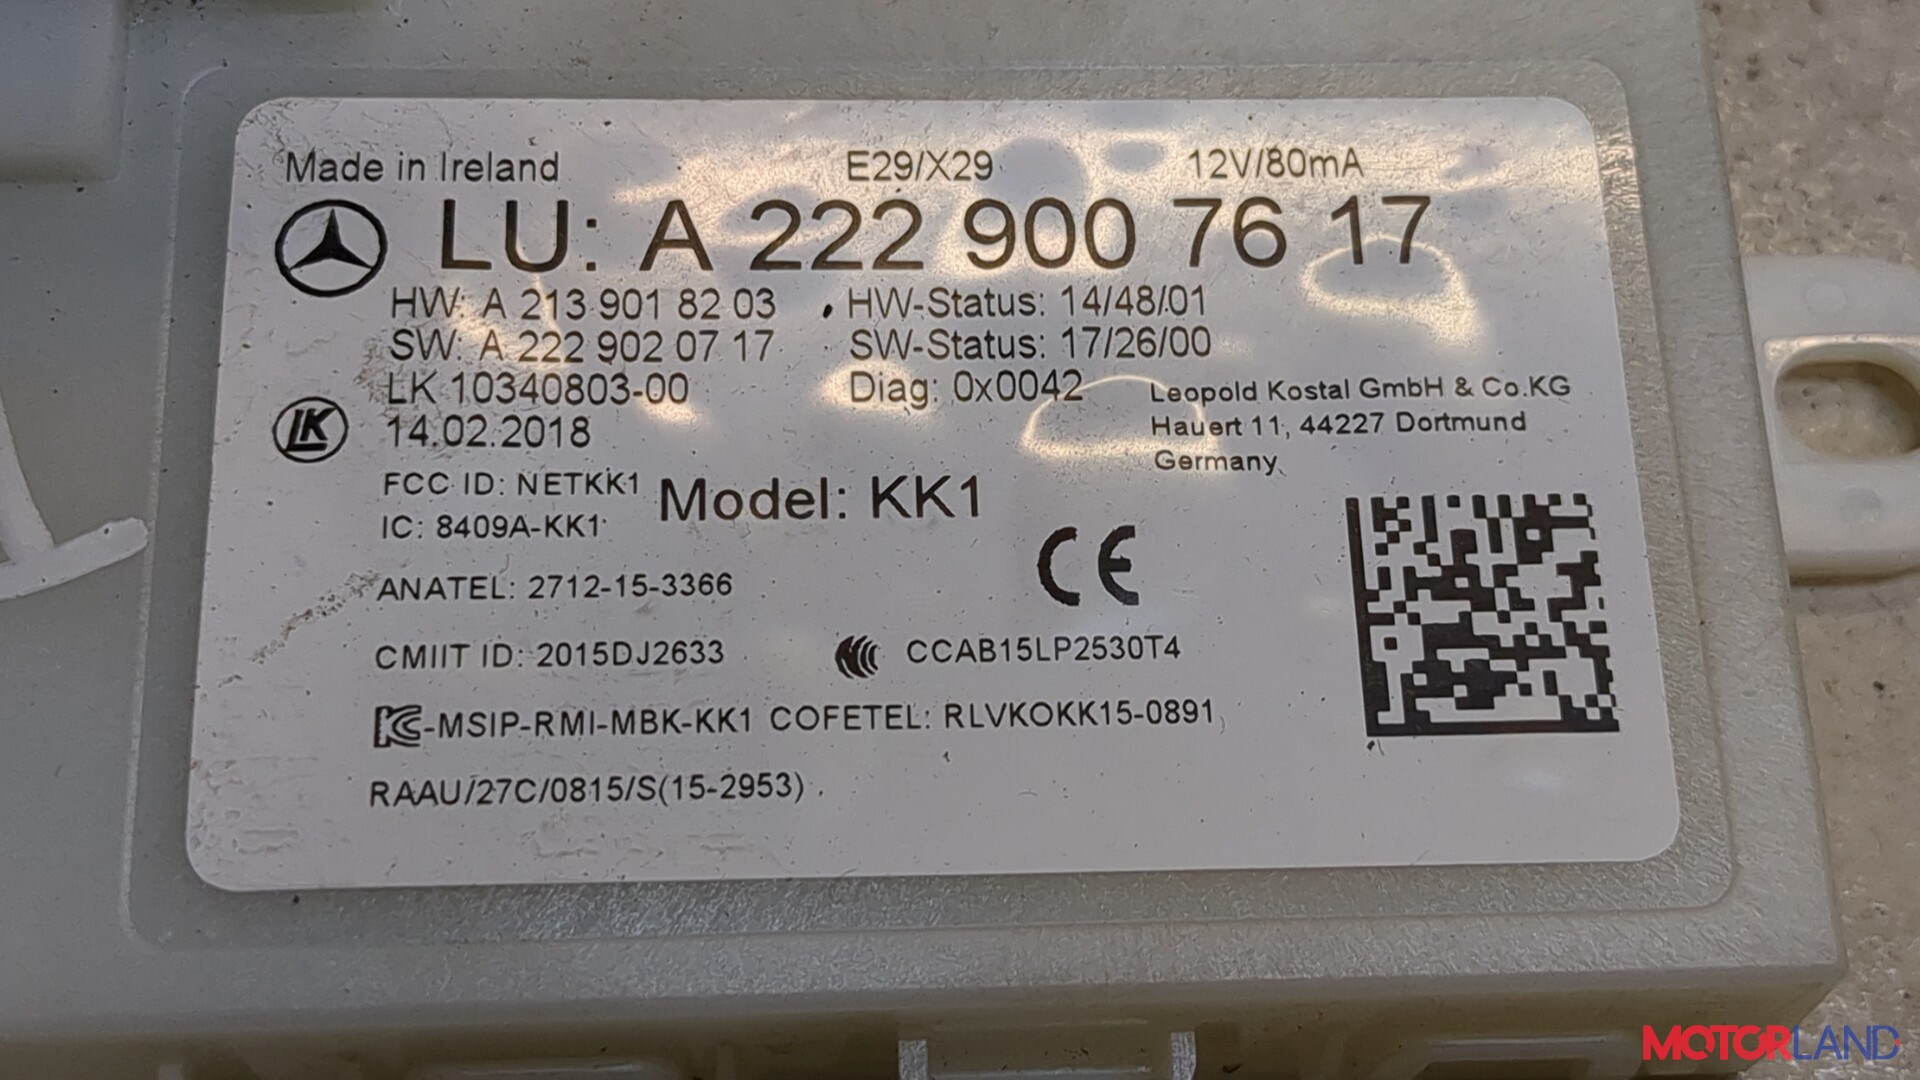 Made in Ireland E29/X29 12V/80mA
LU: A 222 900 76 17
HW: A 213 901 82 03 HW-Status: 14/48/01
SW: A 222 902 07 17 SW-Status: 17/26/00
LK 10340803-00 Diag: 0x0042
Leopold Kostal GmbH & Co.KG
LK 14.02.2018
Hauert 11, 44227 Dortmund
Germany
FCC ID: NETKK1
Model: KK1
IC: 8409A-KK1
CE
ANATEL: 2712-15-3366
CMIIT ID: 2015DJ2633 CCAB15LP2530T4
KC-MSIP-RMI-MBK-KK1 COFETEL: RLVKOKK15-0891
RAAU/27C/0815/S(15-2953)
MOTORLAND